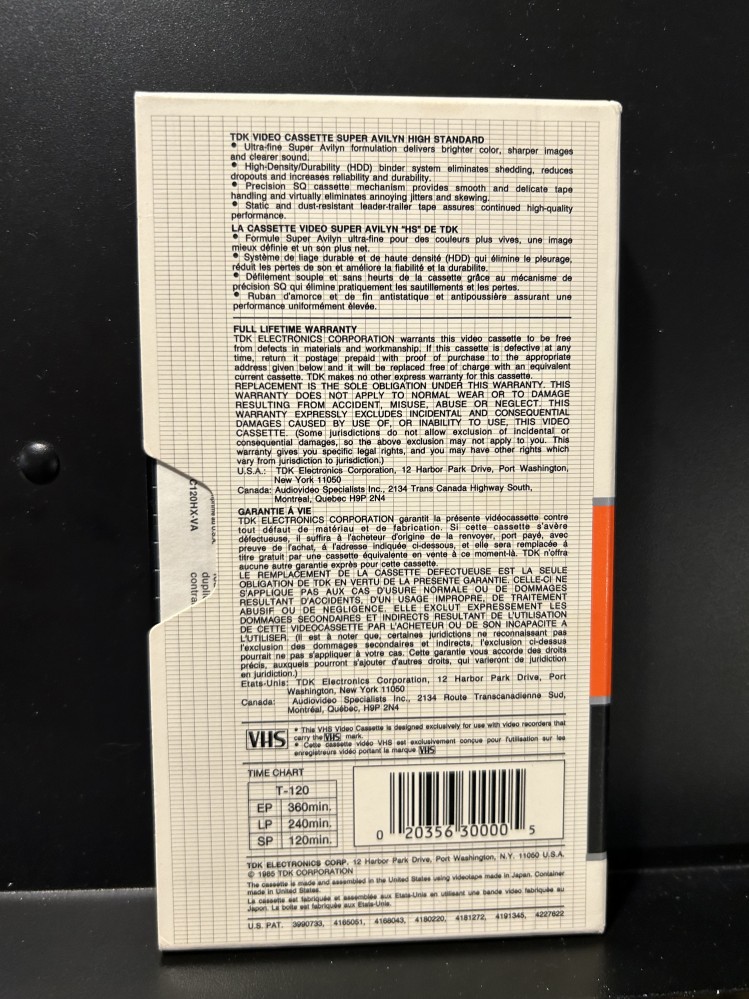 TDK VIDEO CASSETTE SUPER AVILYN HIGH STANDARD
• Ultra-fine Super Avilyn formulation delivers brighter color, sharper images
and clearer sound.
• High-Density/Durability (HDD) binder system eliminates shedding, reduces
dropouts and increases reliability and durability.
• Precision SQ cassette mechanism provides smooth and delicate tape
handling and virtually eliminates annoying jitters and skewing.
• Static and dust-resistant leader-trailer tape assures continued high-quality
performance.
LA CASSETTE VIDEO SUPER AVILYN "HS" DE TDK
• Formule Super Avilyn ultra-fine pour des couleurs plus vives, une image
mieux définie et un son plus net.
• Système de liage durable et de haute densité (HDD) qui élimine le pleurage,
réduit les pertes de son et améliore la fiabilité et la durabilité.
• Défilement souple et sans heurts de la cassette grâce au mécanisme de
précision SQ qui élimine pratiquement les sautillements et les pertes.
• Ruban d'amorce et de fin antistatique et antipoussière assurant une
performance uniformément élevée.
FULL LIFETIME WARRANTY
TDK ELECTRONICS CORPORATION warrants this video cassette to be free
from defects in materials and workmanship. If this cassette is defective at any
time, return it postage prepaid with proof of purchase to the appropriate
address given below and it will be replaced free of charge with an equivalent
current cassette. TDK makes no other express warranty for this cassette.
REPLACEMENT IS THE SOLE OBLIGATION UNDER THIS WARRANTY. THIS
WARRANTY DOES NOT APPLY TO NORMAL WEAR OR TO DAMAGE
RESULTING FROM ACCIDENT, MISUSE, ABUSE OR NEGLECT. THIS
WARRANTY EXPRESSLY EXCLUDES INCIDENTAL AND CONSEQUENTIAL
DAMAGES CAUSED BY USE OF, OR INABILITY TO USE, THIS VIDEO
CASSETTE. (Some jurisdictions do not allow exclusion of incidental or
consequential damages, so the above exclusion may not apply to you. This
warranty gives you specific legal rights, and you may have other rights which
vary from jurisdiction to jurisdiction.)
U.S.A.: TDK Electronics Corporation, 12 Harbor Park Drive, Port Washington,
New York 11050
Canada: Audiovideo Specialists Inc., 2134 Trans Canada Highway South,
Montreal, Quebec H9P 2N4
GARANTIE Á VIE
TDK ELECTRONICS CORPORATION garantit la présente vidéocassette contre
tout défaut de matériau et de fabrication. Si cette cassette s'avère
défectueuse, il suffira à l'acheteur d'origine de la renvoyer, port payé, avec
preuve de l'achat, à l'adresse indiquée ci-dessous, et elle sera remplacée à
titre gratuit par une cassette équivalente en vente à ce moment-là. TDK n'offra
aucune autre garantie exprès pour cette cassette.
LE REMPLACEMENT DE LA CASSETTE DEFECTUEUSE EST LA SEULE
OBLIGATION DE TDK EN VERTU DE LA PRESENTE GARANTIE. CELLE-CI NE
S'APPLIQUE PAS AUX CAS D'USURE NORMALE OU DE DOMMAGES
RESULTANT D'ACCIDENTS, D'UN USAGE IMPROPRE, DE TRAITEMENT
ABUSIF OU DE NEGLIGENCE. ELLE EXCLUT EXPRESSEMENT LES
DOMMAGES SECONDAIRES ET INDIRECTS RESULTANT DE L'UTILISATION
DE CETTE VIDEOCASSETTE PAR L'ACHETEUR OU DE SON INCAPACITE A
L'UTILISER. (Il est à noter que, certaines juridictions ne reconnaissant pas
l'exclusion des dommages secondaires et indirects, l'exclusion ci-dessus
pourrait ne pas s'appliquer à votre cas. Cette garantie vous accorde des droits
précis, auxquels pourront s'ajouter d'autres droits, qui varieront de juridiction
en juridiction.)
Etats-Unis: TDK Electronics Corporation, 12 Harbor Park Drive, Port
Washington, New York 11050
Canada: Audiovideo Specialists Inc., 2134 Route Transcanadienne Sud,
Montréal, Québec, H9P 2N4
VHS
• This VHS Video Cassette is designed exclusively for use with video recorders that
carry the VHS mark.
• Cette cassette vidéo VHS est exclusivement conçue pour l'utilisation sur les
enregistreurs vidéo portant la marque VHS
TIME CHART
T-120
EP 360min.
LP 240min.
SP 120min.
0 20356 30000 5
TDK ELECTRONICS CORP. 12 Harbor Park Drive, Port Washington, N.Y. 11050 U.S.A.
© 1985 TDK CORPORATION
The cassette is made and assembled in the United States using videotape made in Japan. Container
made in United States.
La cassette est fabriquée et assemblée aux Etats-Unis en utilisant une bande vidéo fabriquée au
Japon. La boîte est fabriquée aux Etats-Unis.
U.S. PAT. 3990733, 4165051, 4168043, 4180220, 4181272, 4191345, 4227622
C120HX-VA
dupli
contra